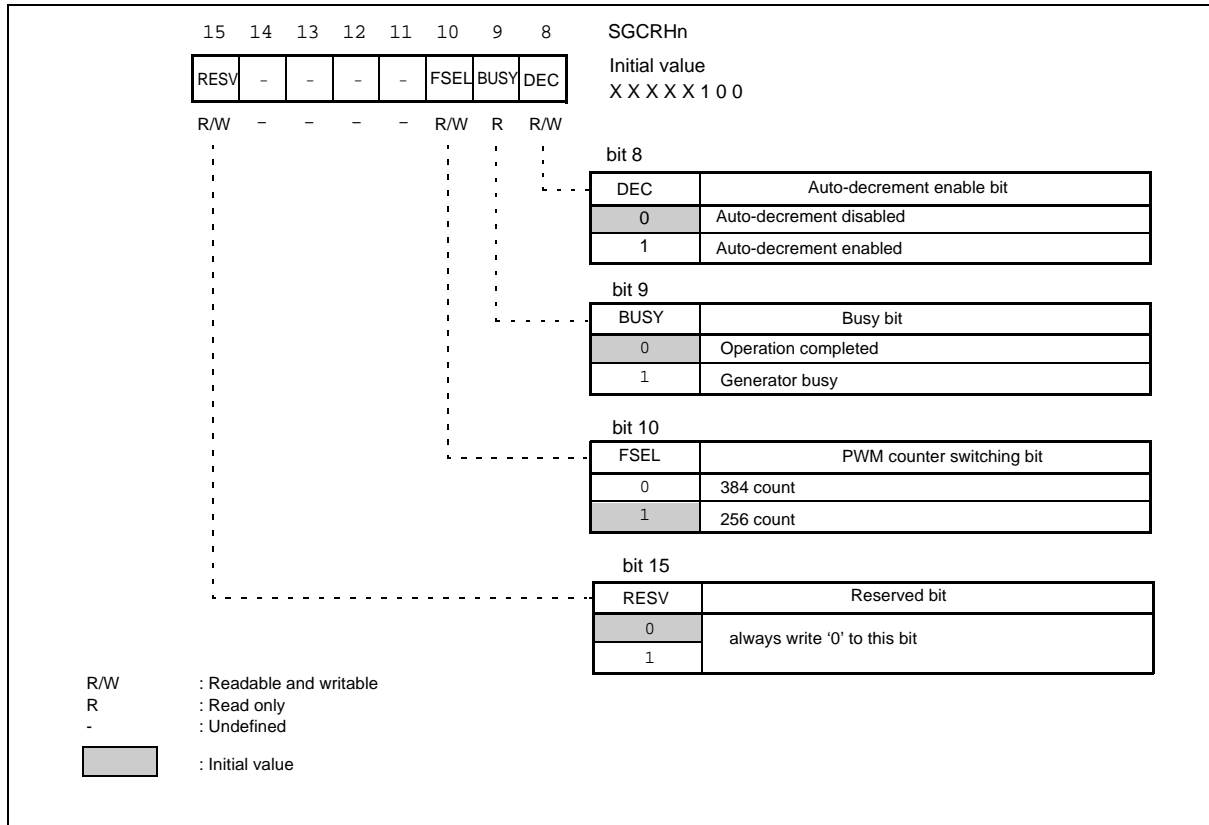 15 14 13 12 11 10 9 8 SGCRHn
RESV - - - - FSEL BUSY DEC
Initial value
X X X X X 1 0 0
R/W - - - - R/W R R/W
bit 8
DEC Auto-decrement enable bit
0 Auto-decrement disabled
1 Auto-decrement enabled
bit 9
BUSY Busy bit
0 Operation completed
1 Generator busy
bit 10
FSEL PWM counter switching bit
0 384 count
1 256 count
bit 15
RESV Reserved bit
0
always write ‘0’ to this bit
1
R/W : Readable and writable
R : Read only
- : Undefined
: Initial value